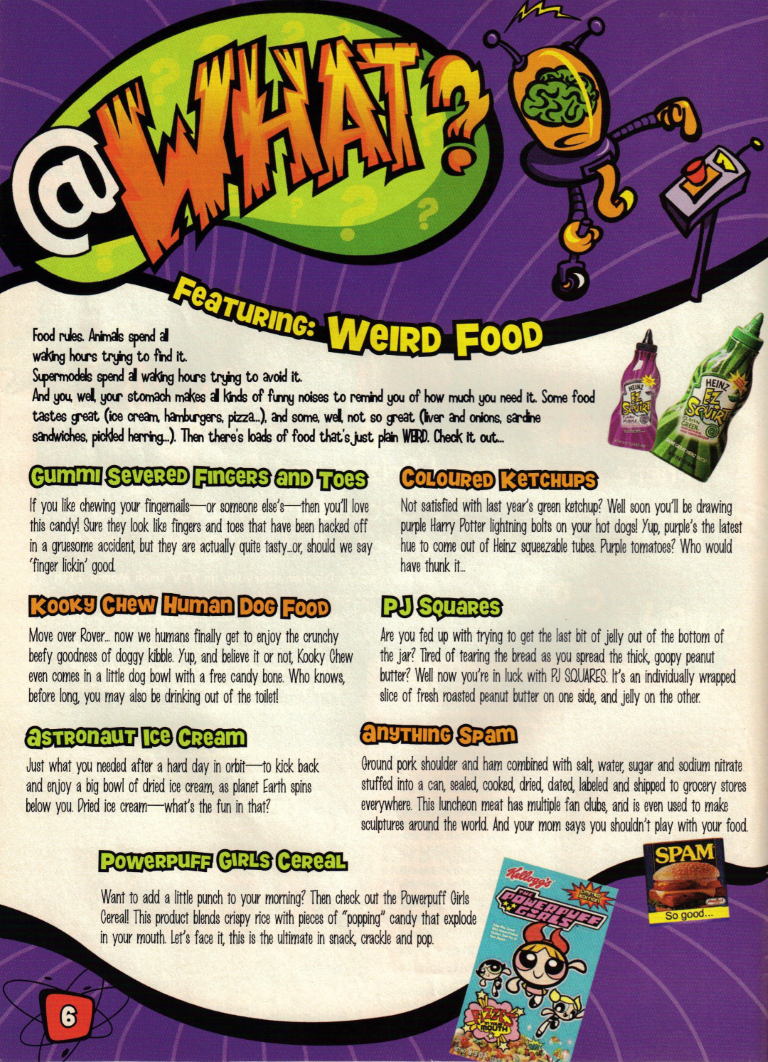 @WHAT?
Featuring: Weird Food
Food rules. Animals spend all
waking hours trying to find it.
Supermodels spend all waking hours trying to avoid it.
And you, well, your stomach makes all kinds of funny noises to remind you of how much you need it. Some food
tastes great (ice cream, hamburgers, pizza...), and some, well, not so great (liver and onions, sardine
sandwiches, pickled herring...). Then there's loads of food that's just plain WEIRD. Check it out...
HEINZ
EZ
SQUIRT
HEINZ
EZ
SQUIRT
GREEN
Gummi Severed Fingers and Toes
If you like chewing your fingernails—or someone else's—then you'll love
this candy! Sure they look like fingers and toes that have been hacked off
in a gruesome accident, but they are actually quite tasty...or, should we say
'finger lickin' good.
Coloured Ketchups
Not satisfied with last year's green ketchup? Well soon you'll be drawing
purple Harry Potter lightning bolts on your hot dogs! Yup, purple's the latest
hue to come out of Heinz squeezable tubes. Purple tomatoes? Who would
have thunk it...
Kooky Chew Human Dog Food
Move over Rover... now we humans finally get to enjoy the crunchy
beefy goodness of doggy kibble. Yup, and believe it or not, Kooky Chew
even comes in a little dog bowl with a free candy bone. Who knows,
before long, you may also be drinking out of the toilet!
PJ Squares
Are you fed up with trying to get the last bit of jelly out of the bottom of
the jar? Tired of tearing the bread as you spread the thick, goopy peanut
butter? Well now you're in luck with PJ SQUARES. It's an individually wrapped
slice of fresh roasted peanut butter on one side, and jelly on the other.
Astronaut Ice Cream
Just what you needed after a hard day in orbit—to kick back
and enjoy a big bowl of dried ice cream, as planet Earth spins
below you. Dried ice cream—what's the fun in that?
Anything Spam
Ground pork shoulder and ham combined with salt, water, sugar and sodium nitrate
stuffed into a can, sealed, cooked, dried, dated, labeled and shipped to grocery stores
everywhere. This luncheon meat has multiple fan clubs, and is even used to make
sculptures around the world. And your mom says you shouldn't play with your food.
Powerpuff Girls Cereal
Want to add a little punch to your morning? Then check out the Powerpuff Girls
Cereal! This product blends crispy rice with pieces of "popping" candy that explode
in your mouth. Let's face it, this is the ultimate in snack, crackle and pop.
SPAM
So good...
Kellogg's
THE
POWERPUFF
GIRLS
MOUTH
6